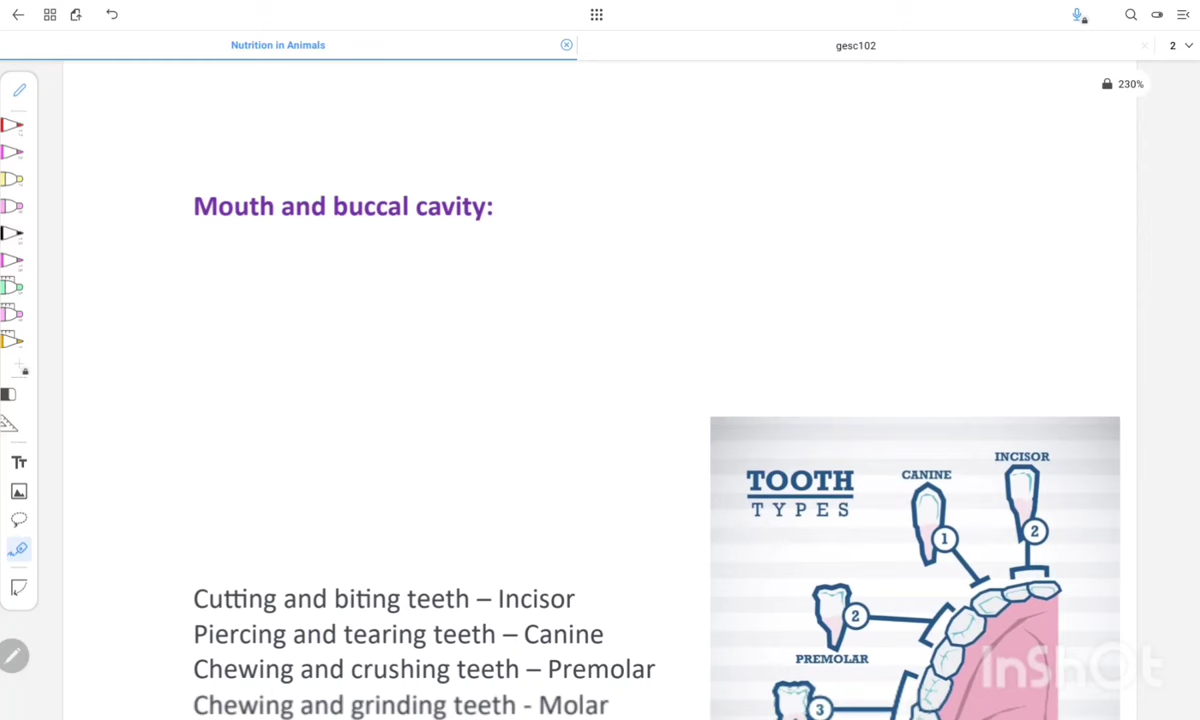 Nutrition in Animals
gesc102
2
230%
Mouth and buccal cavity:
TOOTH
TYPES
CANINE
INCISOR
1
2
2
PREMOLAR
3
Cutting and biting teeth – Incisor
Piercing and tearing teeth – Canine
Chewing and crushing teeth – Premolar
Chewing and grinding teeth - Molar
InShOt
Tт